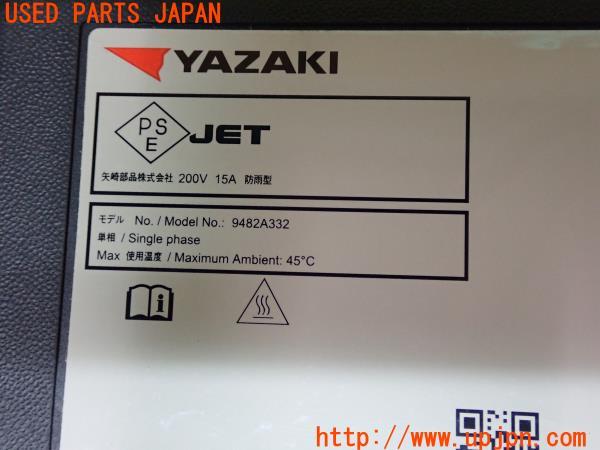 USED PARTS JAPAN
YAZAKI
PS
E
JET
矢崎部品株式会社 200V 15A 防雨型
モデル No. / Model No.: 9482A332
単相 / Single phase
Max 使用温度 / Maximum Ambient: 45°C
i
http://www.upjpn.com/